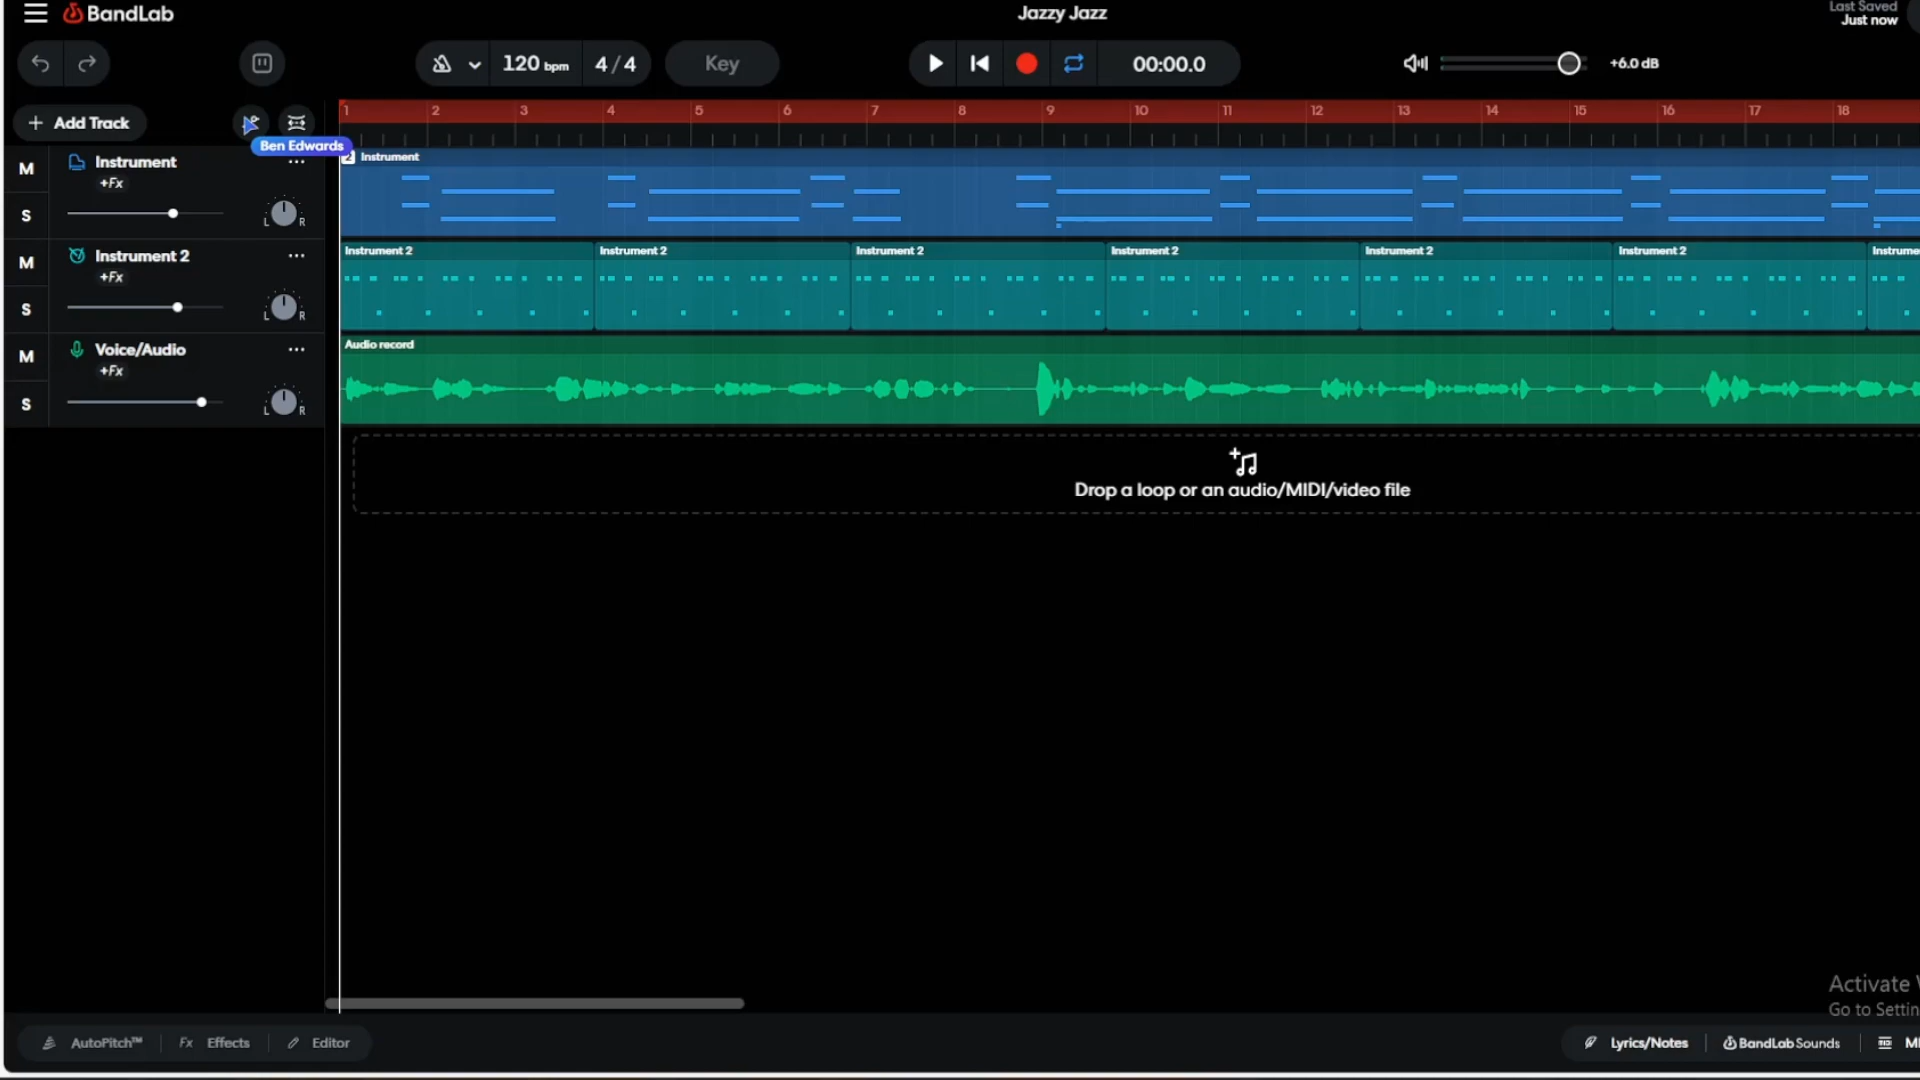 BandLab
Jazzy Jazz
Last Saved
Just now
120 bpm
4 / 4
Key
00:00.0
+6.0 dB
+ Add Track
1 2 3 4 5 6 7 8 9 10 11 12 13 14 15 16 17 18
Ben Edwards
M
Instrument
+Fx
S
L R
2 Instrument
M
Instrument 2
+Fx
S
L R
Instrument 2 Instrument 2 Instrument 2 Instrument 2 Instrument 2 Instrument 2 Instrume
M
Voice/Audio
+Fx
S
L R
Audio record
Drop a loop or an audio/MIDI/video file
Activate
Go to Settin
AutoPitch™
Fx Effects
Editor
Lyrics/Notes
BandLab Sounds